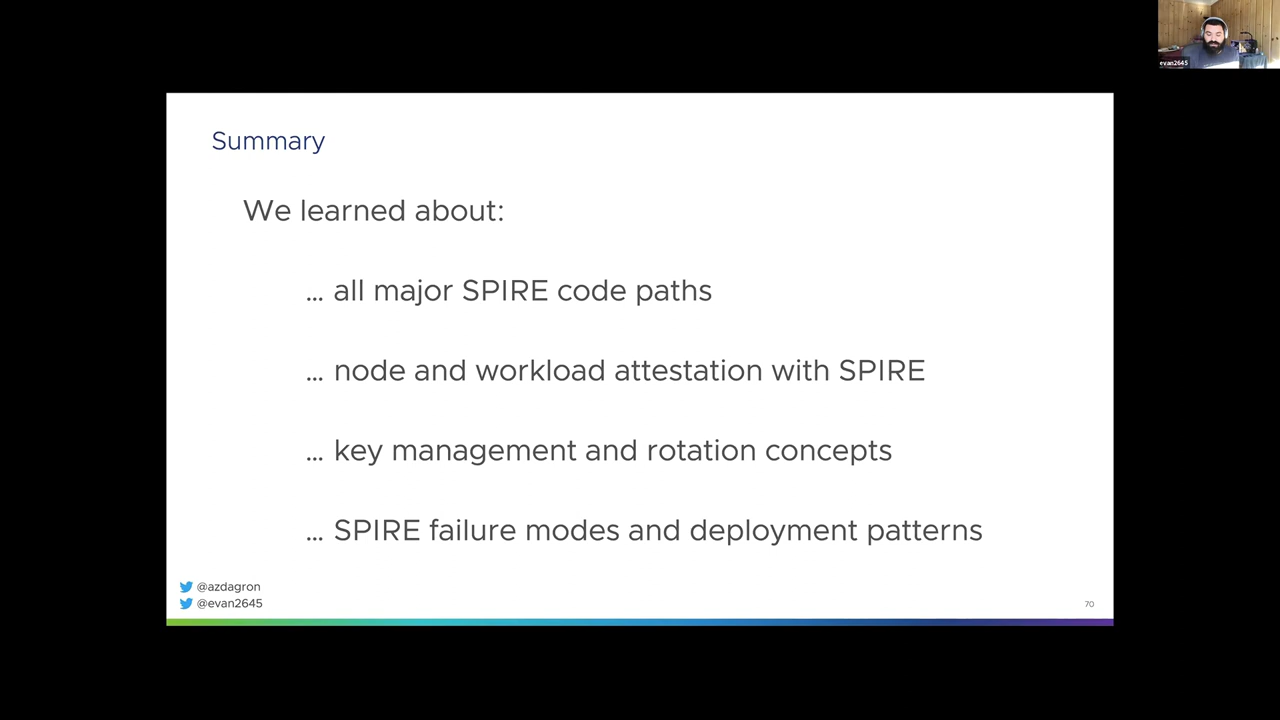 evan2645
Summary
We learned about:
... all major SPIRE code paths
... node and workload attestation with SPIRE
... key management and rotation concepts
... SPIRE failure modes and deployment patterns
@azdagron
@evan2645
70